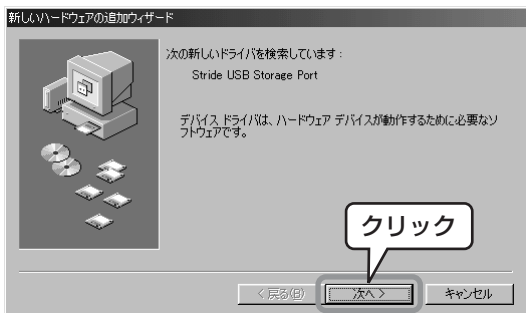 新しいハードウェアの追加ウィザード
次の新しいドライバを検索しています：
Stride USB Storage Port
デバイス ドライバは、ハードウェア デバイスが動作するために必要なソ
フトウェアです。
クリック
< 戻る(B)
次へ >
キャンセル